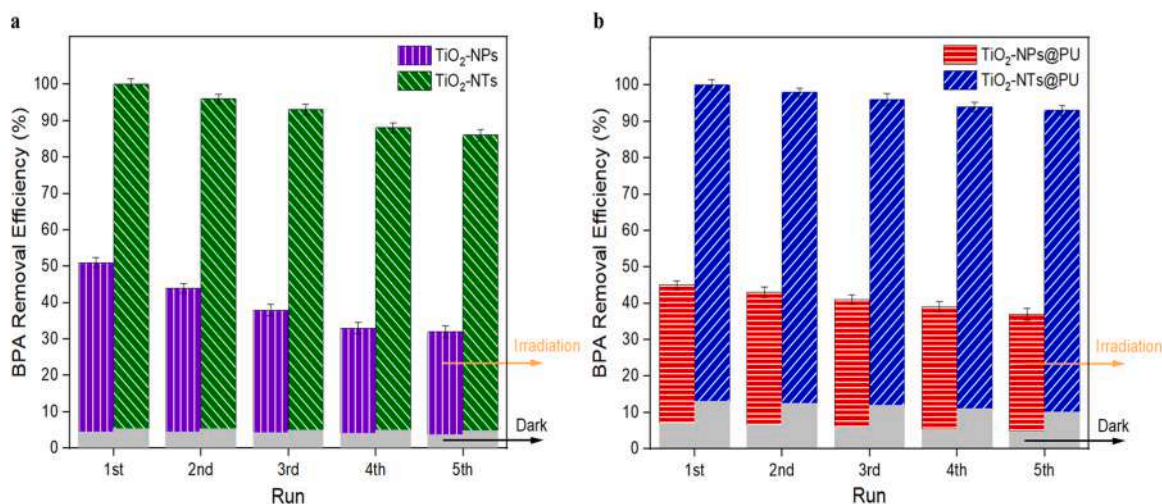 a
TiO₂-NPs
TiO₂-NTs
BPA Removal Efficiency (%)
100
90
80
70
60
50
40
30
20
10
0
Irradiation
Dark
1st 2nd 3rd 4th 5th
Run
b
TiO₂-NPs@PU
TiO₂-NTs@PU
BPA Removal Efficiency (%)
100
90
80
70
60
50
40
30
20
10
0
Irradiation
Dark
1st 2nd 3rd 4th 5th
Run